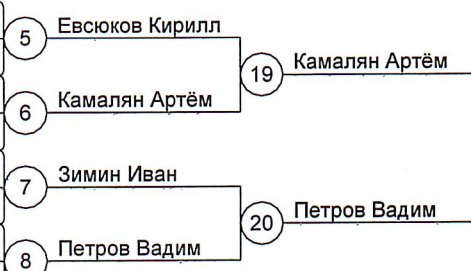 5 Евсюков Кирилл
19 Камалян Артём
6 Камалян Артём
7 Зимин Иван
20 Петров Вадим
8 Петров Вадим